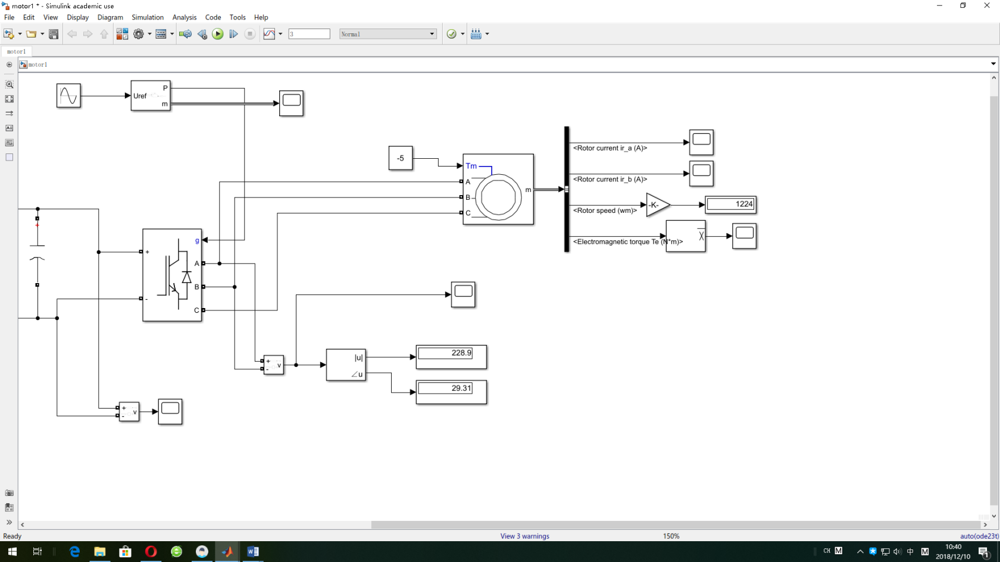 motor1 * - Simulink academic use
File Edit View Display Diagram Simulation Analysis Code Tools Help
3 Normal
motor1
motor1
Uref P m
-5
Tm
A
B
C
m
<Rotor current ir_a (A)>
<Rotor current ir_b (A)>
<Rotor speed (wm)>
-K-
1224
<Electromagnetic torque Te (N*m)>
X
g
+
-
A
B
C
+
-
v
|u|
∠u
228.9
29.31
+
-
v
Ready View 3 warnings 150% auto(ode23t)
CH M 中 M 10:40
2018/12/10 1